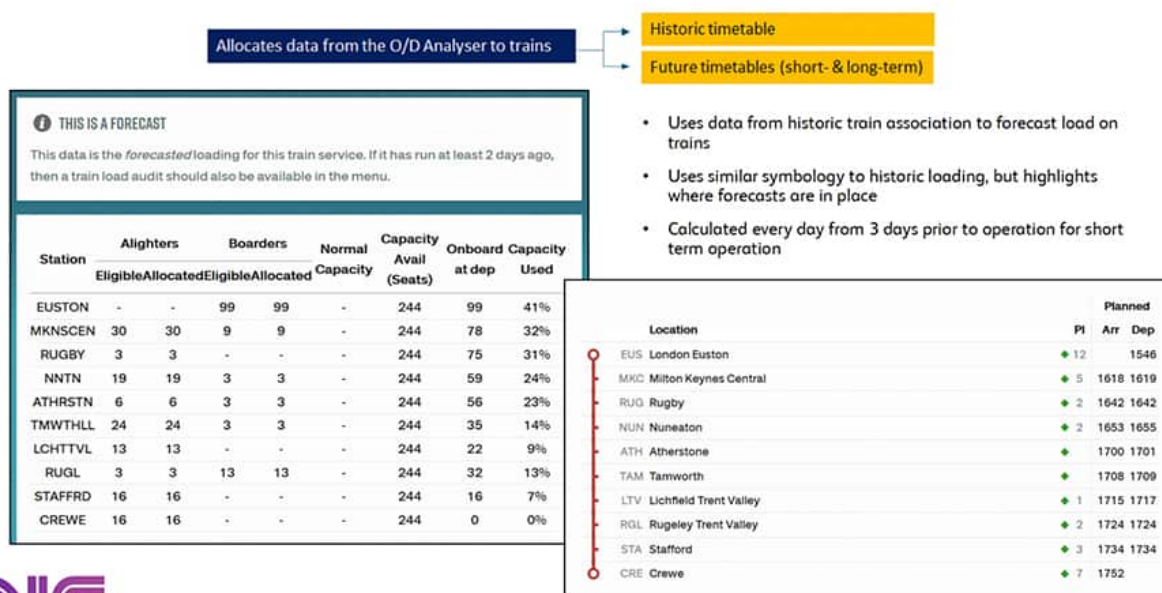 Allocates data from the O/D Analyser to trains
Historic timetable
Future timetables (short- & long-term)
THIS IS A FORECAST
This data is the forecasted loading for this train service. If it has run at least 2 days ago,
then a train load audit should also be available in the menu.
Station Alighters Boarders Normal Capacity Capacity Avail (Seats) Onboard at dep Capacity Used
Eligible Allocated Eligible Allocated
EUSTON - - 99 99 - 244 99 41%
MKNSCEN 30 30 9 9 - 244 78 32%
RUGBY 3 3 - - - 244 75 31%
NNTN 19 19 3 3 - 244 59 24%
ATHRSTN 6 6 3 3 - 244 56 23%
TMWTHLL 24 24 3 3 - 244 35 14%
LCHTTVL 13 13 - - - 244 22 9%
RUGL 3 3 13 13 - 244 32 13%
STAFFRD 16 16 - - - 244 16 7%
CREWE 16 16 - - - 244 0 0%
• Uses data from historic train association to forecast load on
trains
• Uses similar symbology to historic loading, but highlights
where forecasts are in place
• Calculated every day from 3 days prior to operation for short
term operation
Planned
Location Pl Arr Dep
EUS London Euston 12 1546
MKC Milton Keynes Central 5 1618 1619
RUG Rugby 2 1642 1642
NUN Nuneaton 2 1653 1655
ATH Atherstone 1700 1701
TAM Tamworth 1708 1709
LTV Lichfield Trent Valley 1 1715 1717
RGL Rugeley Trent Valley 2 1724 1724
STA Stafford 3 1734 1734
CRE Crewe 7 1752